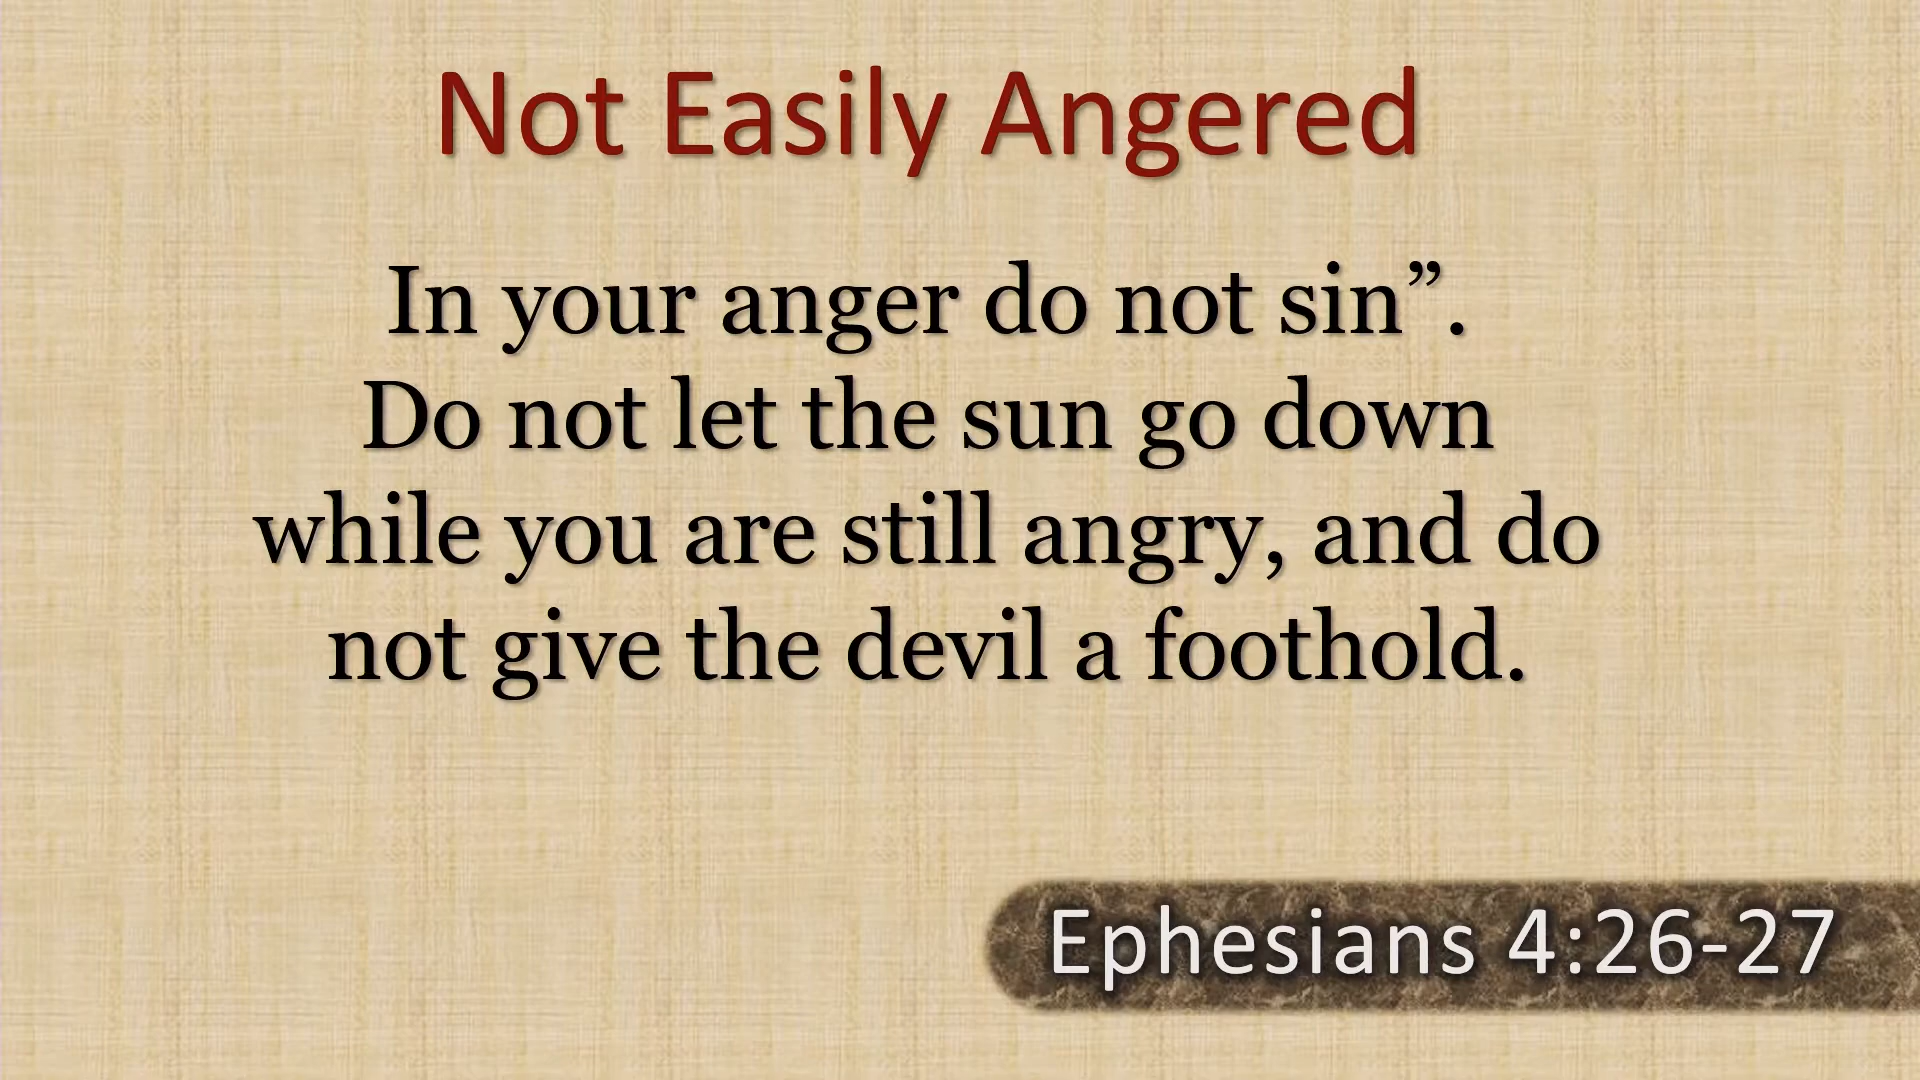 Not Easily Angered
In your anger do not sin”.
Do not let the sun go down
while you are still angry, and do
not give the devil a foothold.
Ephesians 4:26-27